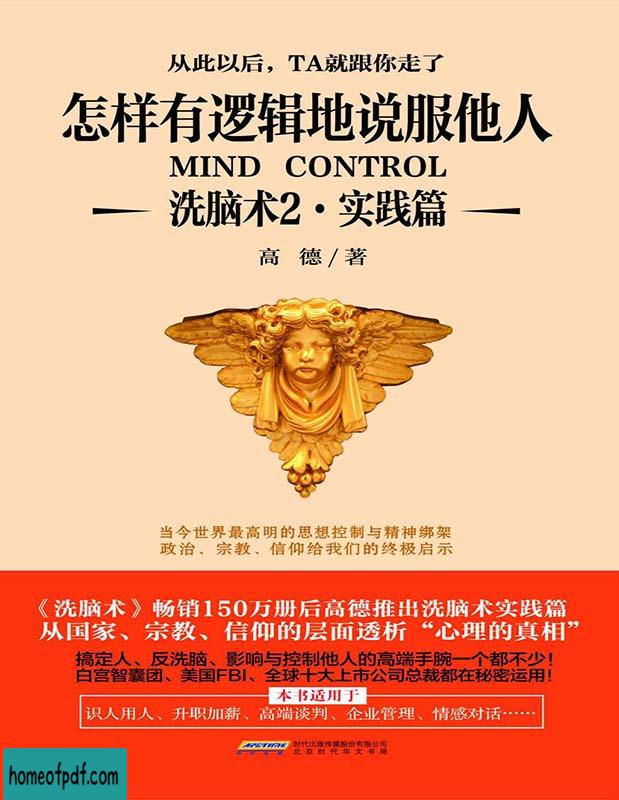 从此以后，TA就跟你走了
怎样有逻辑地说服他人
MIND CONTROL
洗脑术2·实践篇
高 德/著
当今世界最高明的思想控制与精神绑架
政治、宗教、信仰给我们的终极启示
《洗脑术》畅销150万册后高德推出洗脑术实践篇
从国家、宗教、信仰的层面透析“心理的真相”
搞定人、反洗脑、影响与控制他人的高端手腕一个都不少！
白宫智囊团、美国FBI、全球十大上市公司总裁都在秘密运用！
本书适用于
识人用人、升职加薪、高端谈判、企业管理、情感对话……
时代出版传媒股份有限公司
北京时代华文书局
homeofpdf.com